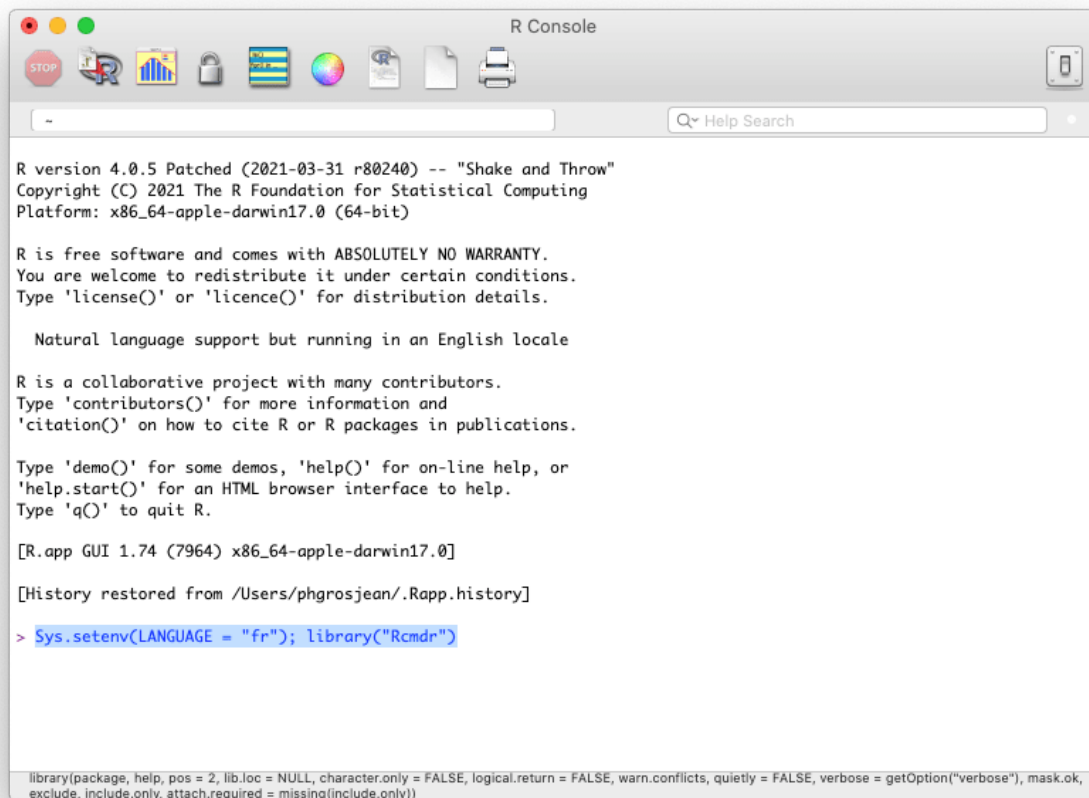 R Console
STOP
R
R
~
Help Search
R version 4.0.5 Patched (2021-03-31 r80240) -- "Shake and Throw"
Copyright (C) 2021 The R Foundation for Statistical Computing
Platform: x86_64-apple-darwin17.0 (64-bit)
R is free software and comes with ABSOLUTELY NO WARRANTY.
You are welcome to redistribute it under certain conditions.
Type 'license()' or 'licence()' for distribution details.
Natural language support but running in an English locale
R is a collaborative project with many contributors.
Type 'contributors()' for more information and
'citation()' on how to cite R or R packages in publications.
Type 'demo()' for some demos, 'help()' for on-line help, or
'help.start()' for an HTML browser interface to help.
Type 'q()' to quit R.
[R.app GUI 1.74 (7964) x86_64-apple-darwin17.0]
[History restored from /Users/phgrosjean/.Rapp.history]
> Sys.setenv(LANGUAGE = "fr"); library("Rcmdr")
library(package, help, pos = 2, lib.loc = NULL, character.only = FALSE, logical.return = FALSE, warn.conflicts, quietly = FALSE, verbose = getOption("verbose"), mask.ok,
exclude, include.only, attach.required = missing(include.only))